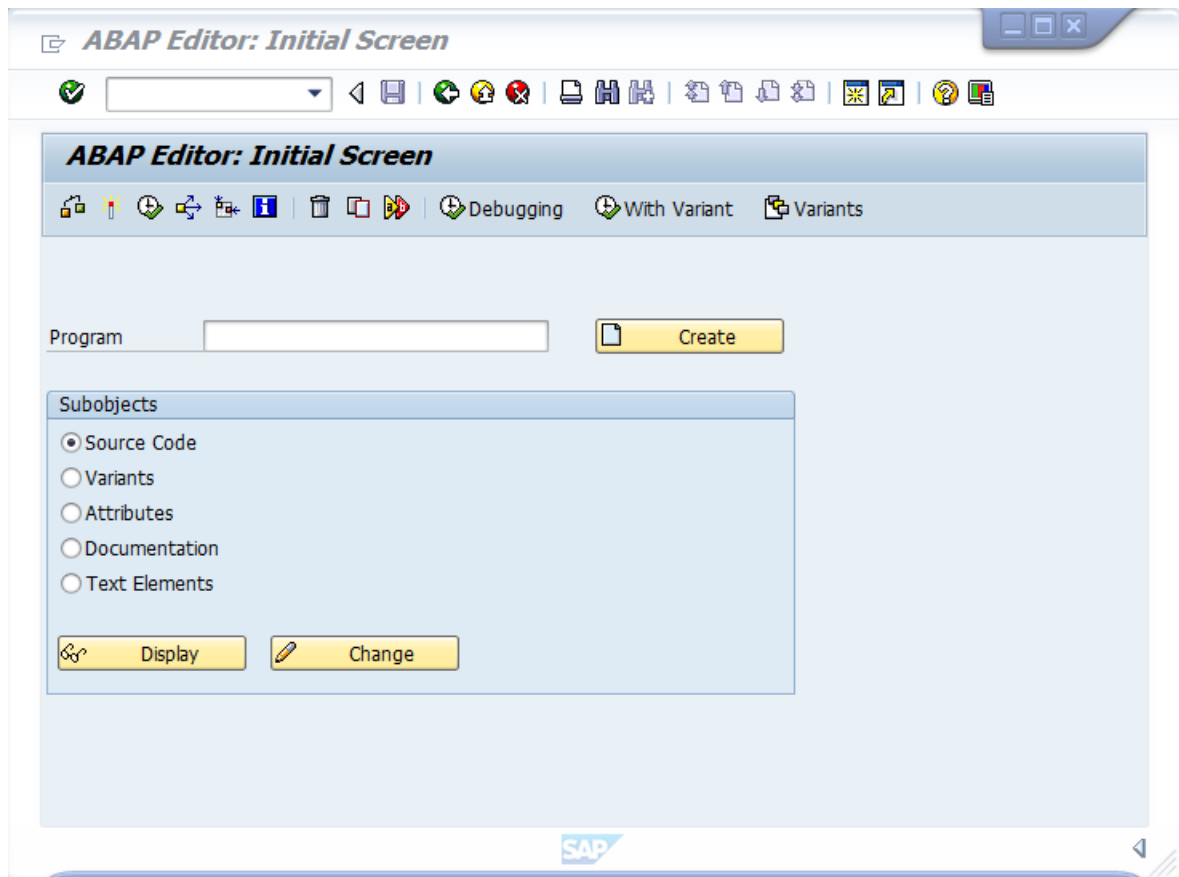 ABAP Editor: Initial Screen
ABAP Editor: Initial Screen
Debugging With Variant Variants
Program Create
Subobjects
Source Code
Variants
Attributes
Documentation
Text Elements
Display Change
SAP